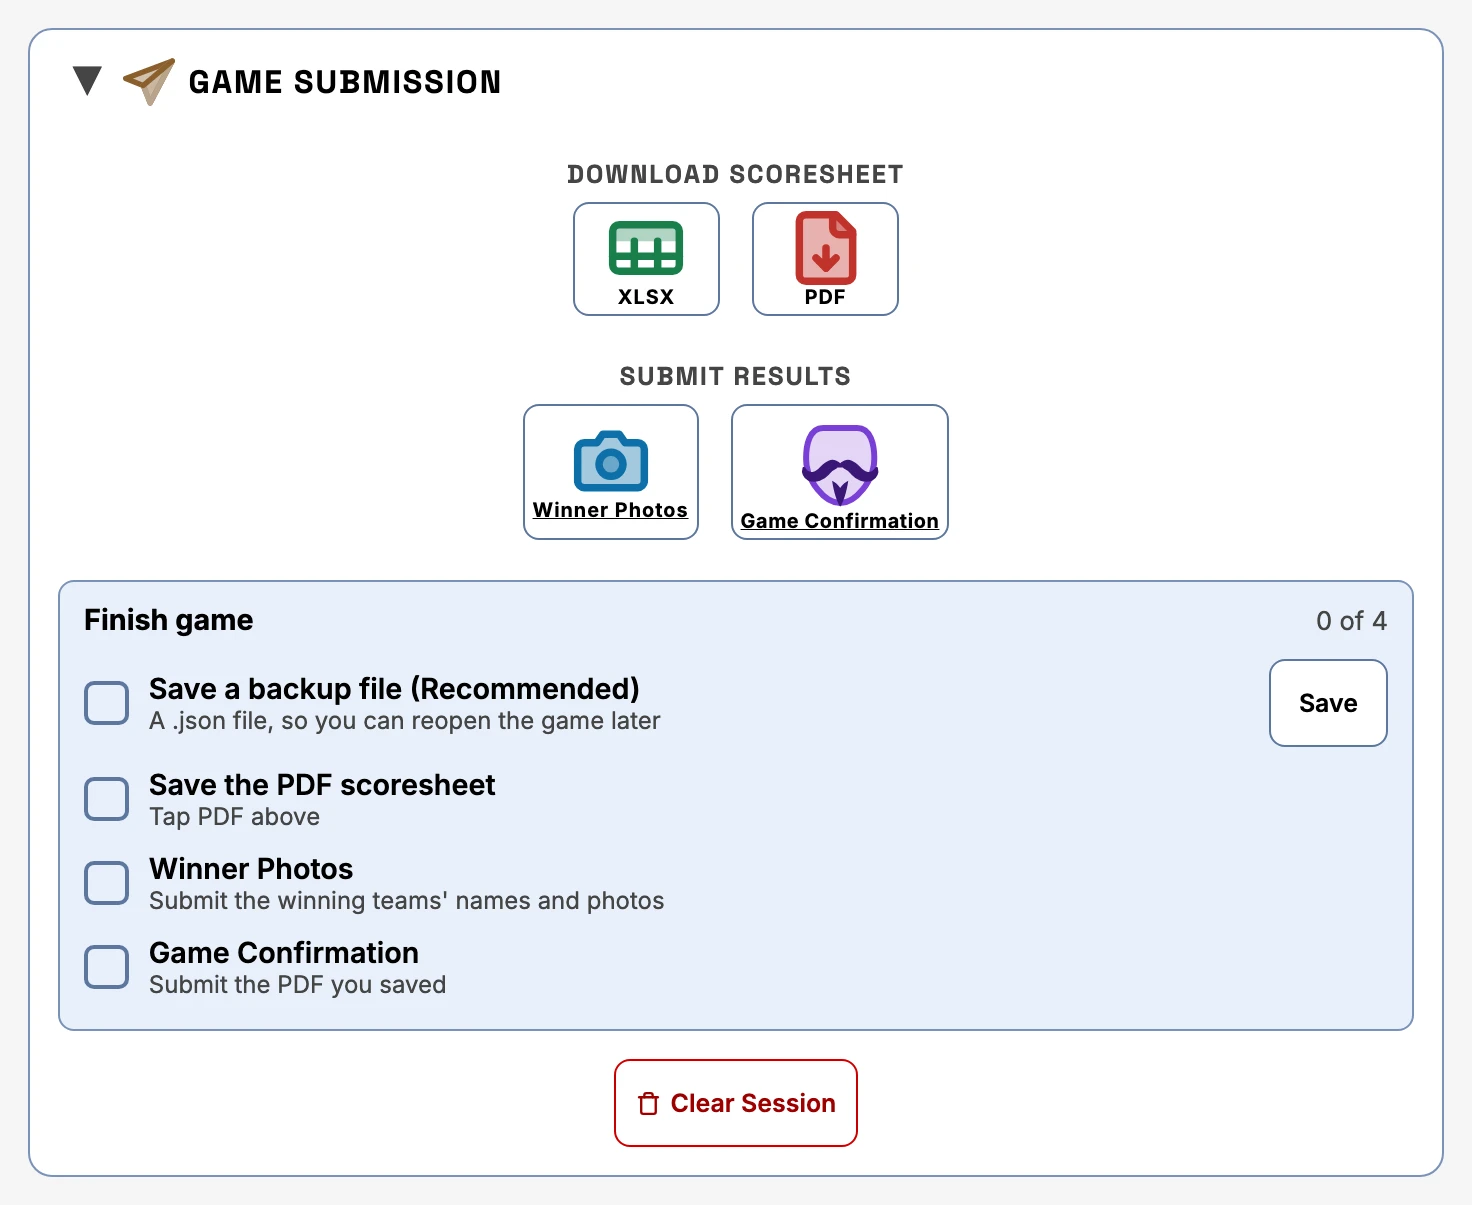 GAME SUBMISSION
DOWNLOAD SCORESHEET
XLSX
PDF
SUBMIT RESULTS
Winner Photos
Game Confirmation
Finish game
0 of 4
Save a backup file (Recommended)
A .json file, so you can reopen the game later
Save
Save the PDF scoresheet
Tap PDF above
Winner Photos
Submit the winning teams' names and photos
Game Confirmation
Submit the PDF you saved
Clear Session